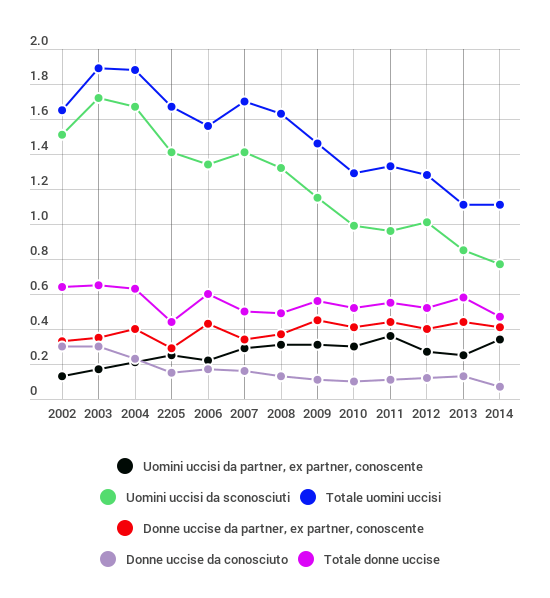 2.0
1.8
1.6
1.4
1.2
1.0
0.8
0.6
0.4
0.2
0
2002 2003 2004 2205 2006 2007 2008 2009 2010 2011 2012 2013 2014
Uomini uccisi da partner, ex partner, conoscente
Uomini uccisi da sconosciuti Totale uomini uccisi
Donne uccise da partner, ex partner, conoscente
Donne uccise da conosciuto Totale donne uccise